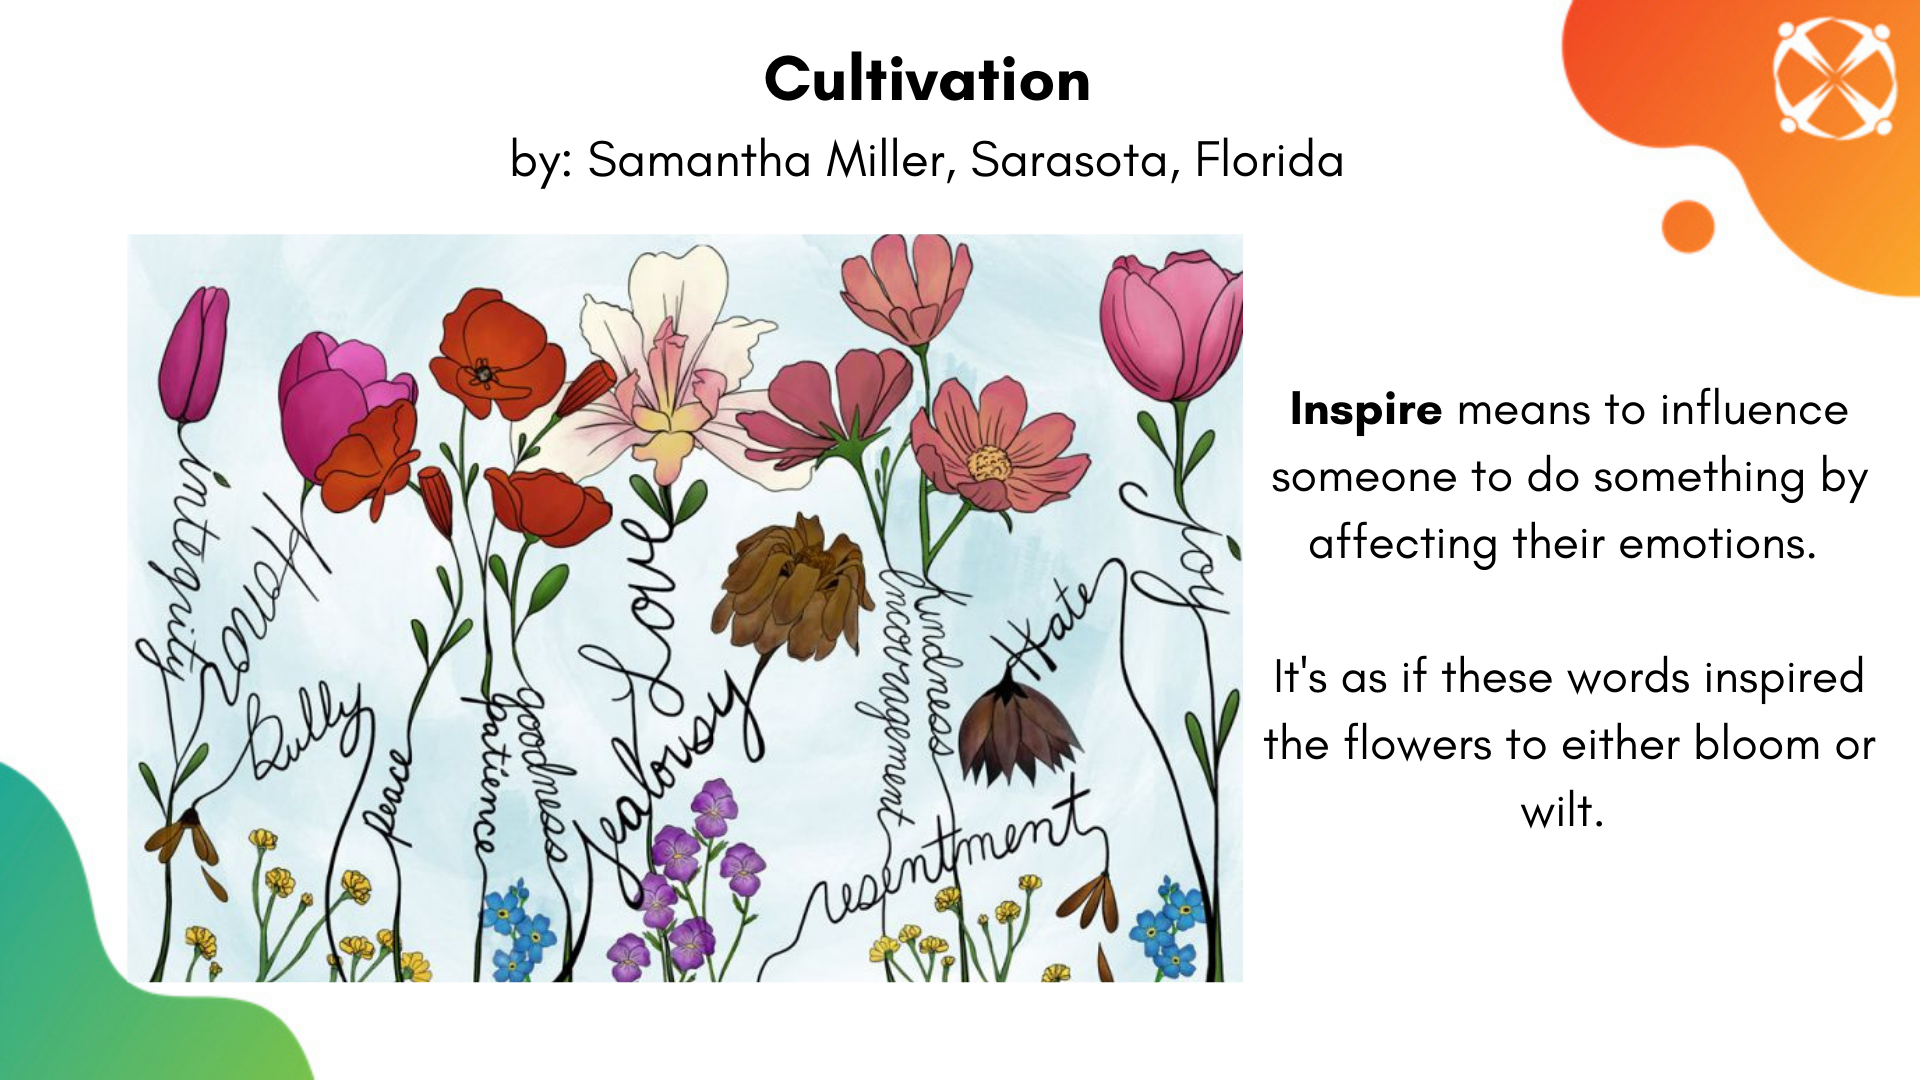 Cultivation
by: Samantha Miller, Sarasota, Florida
integrity
Honor
Bully
peace
patience
goodness
Love
Jealousy
encouragement
kindness
Hate
resentment
Joy
Inspire means to influence
someone to do something by
affecting their emotions.
It's as if these words inspired
the flowers to either bloom or
wilt.